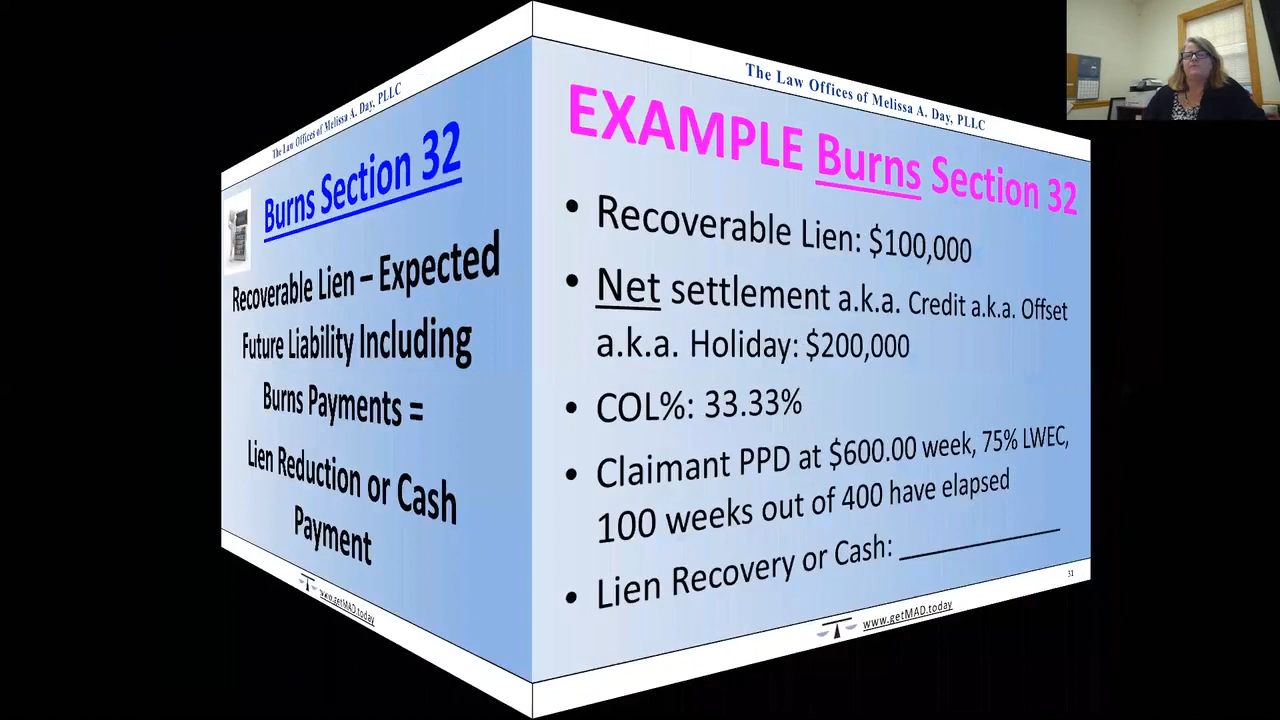 The Law Offices of Melissa A. Day, PLLC
Burns Section 32
Recoverable Lien – Expected
Future Liability Including
Burns Payments =
Lien Reduction or Cash
Payment
www.getMAD.today
The Law Offices of Melissa A. Day, PLLC
EXAMPLE Burns Section 32
• Recoverable Lien: $100,000
• Net settlement a.k.a. Credit a.k.a. Offset
a.k.a. Holiday: $200,000
• COL%: 33.33%
• Claimant PPD at $600.00 week, 75% LWEC,
100 weeks out of 400 have elapsed
• Lien Recovery or Cash: ____________
31
www.getMAD.today